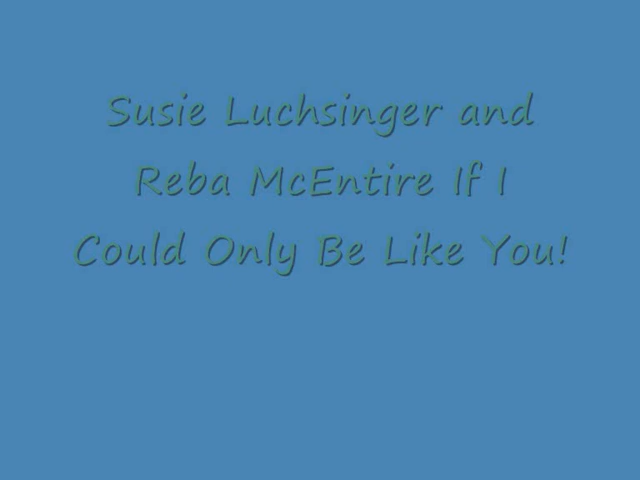 Susie Luchsinger and
Reba McEntire If I
Could Only Be Like You!